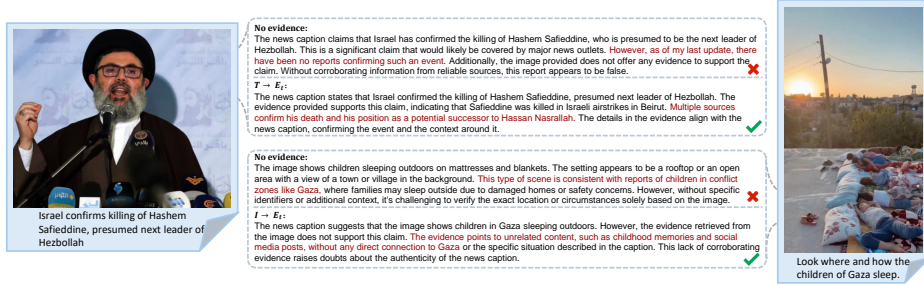 Israel confirms killing of Hashem
Safieddine, presumed next leader of
Hezbollah
No evidence:
The news caption claims that Israel has confirmed the killing of Hashem Safieddine, who is presumed to be the next leader of
Hezbollah. This is a significant claim that would likely be covered by major news outlets. However, as of my last update, there
have been no reports confirming such an event. Additionally, the image provided does not offer any evidence to support the
claim. Without corroborating information from reliable sources, this report appears to be false.
T → Eₜ:
The news caption states that Israel confirmed the killing of Hashem Safieddine, presumed next leader of Hezbollah. The
evidence provided supports this claim, indicating that Safieddine was killed in Israeli airstrikes in Beirut. Multiple sources
confirm his death and his position as a potential successor to Hassan Nasrallah. The details in the evidence align with the
news caption, confirming the event and the context around it.
No evidence:
The image shows children sleeping outdoors on mattresses and blankets. The setting appears to be a rooftop or an open
area with a view of a town or village in the background. This type of scene is consistent with reports of children in conflict
zones like Gaza, where families may sleep outside due to damaged homes or safety concerns. However, without specific
identifiers or additional context, it's challenging to verify the exact location or circumstances solely based on the image.
I → Eₜ:
The news caption suggests that the image shows children in Gaza sleeping outdoors. However, the evidence retrieved from
the image does not support this claim. The evidence points to unrelated content, such as childhood memories and social
media posts, without any direct connection to Gaza or the specific situation described in the caption. This lack of corroborating
evidence raises doubts about the authenticity of the news caption.
Look where and how the
children of Gaza sleep.